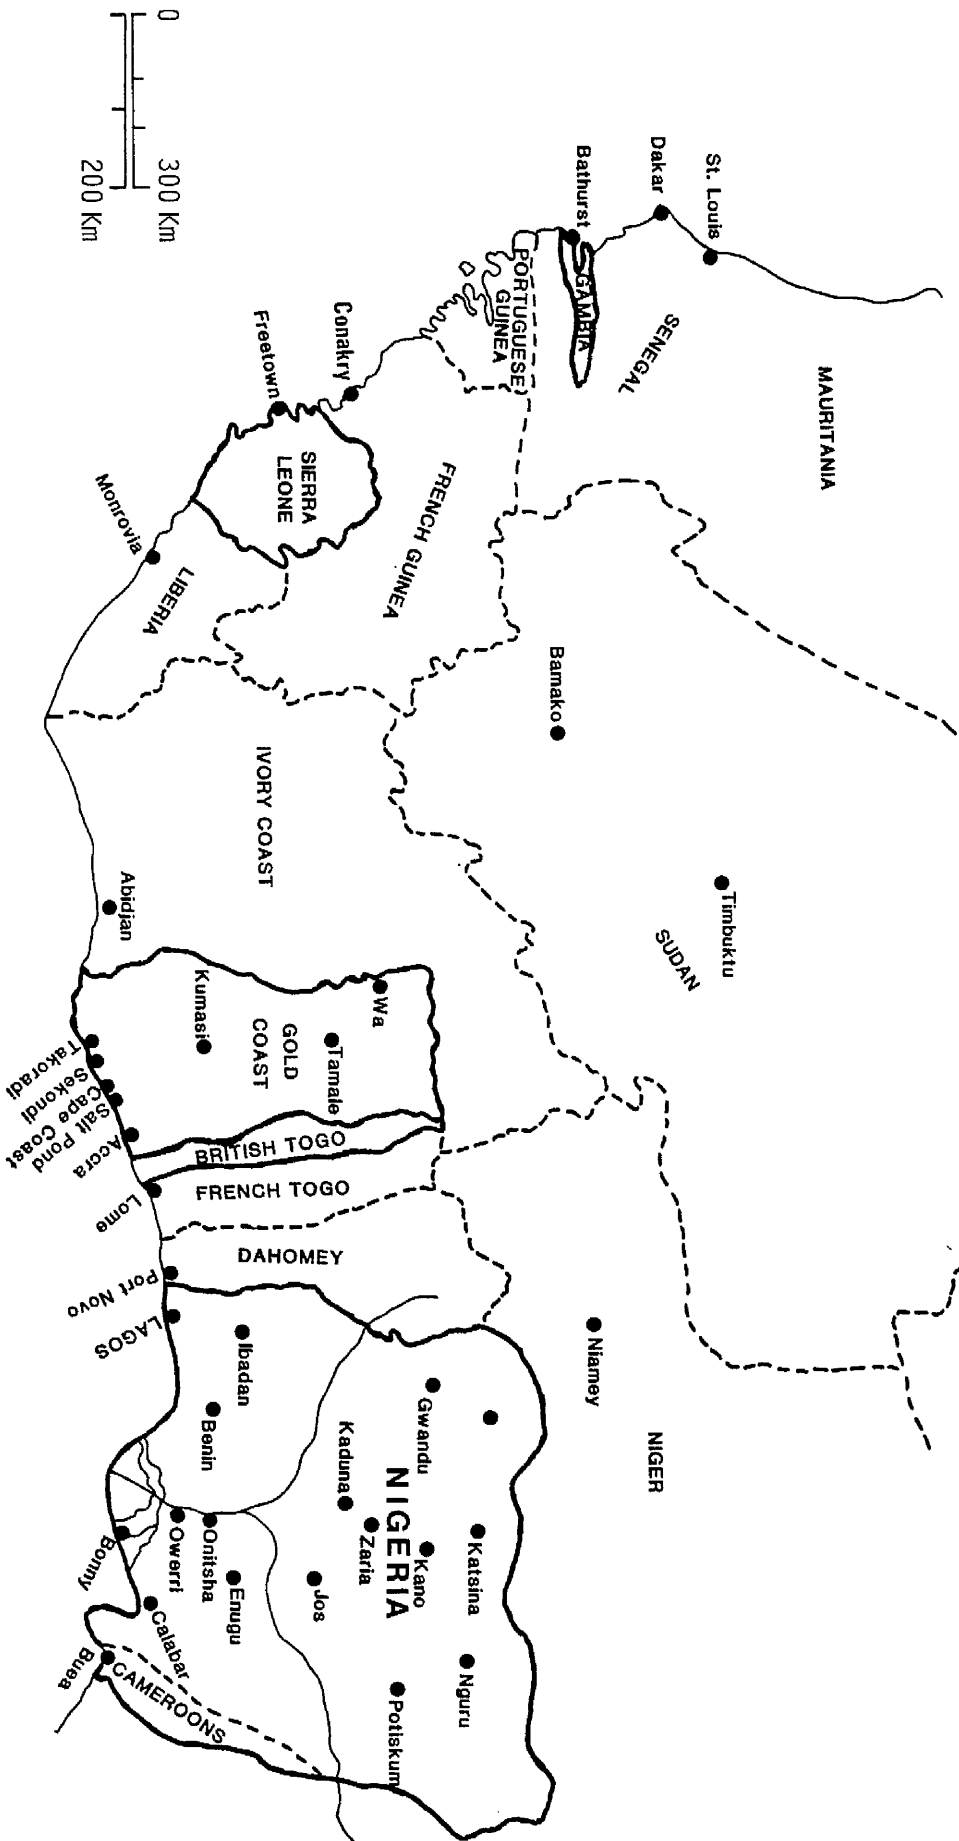 0
300 Km
200 Km
St. Louis
Dakar
Bathurst
GAMBIA
SENEGAL
MAURITANIA
PORTUGUESE
GUINEA
Conakry
Freetown
SIERRA
LEONE
FRENCH GUINEA
Monrovia
LIBERIA
Bamako
IVORY COAST
Abidjan
Timbuktu
SUDAN
Wa
Tamale
Kumasi
GOLD
COAST
Takoradi
Sekondi
Cape Coast
Salt Pond
Accra
BRITISH TOGO
FRENCH TOGO
Lome
DAHOMEY
Port Novo
LAGOS
Ibadan
Benin
Niamey
NIGER
Gwandu
Kaduna
NIGERIA
Zaria
Kano
Katsina
Nguru
Potiskum
Jos
Enugu
Onitsha
Owerri
Bonny
Calabar
Buea
CAMEROONS